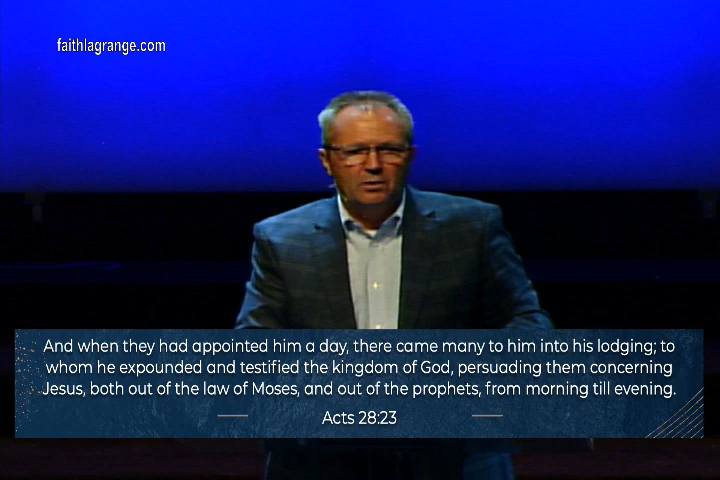 faithlagrange.com
And when they had appointed him a day, there came many to him into his lodging; to
whom he expounded and testified the kingdom of God, persuading them concerning
Jesus, both out of the law of Moses, and out of the prophets, from morning till evening.
Acts 28:23